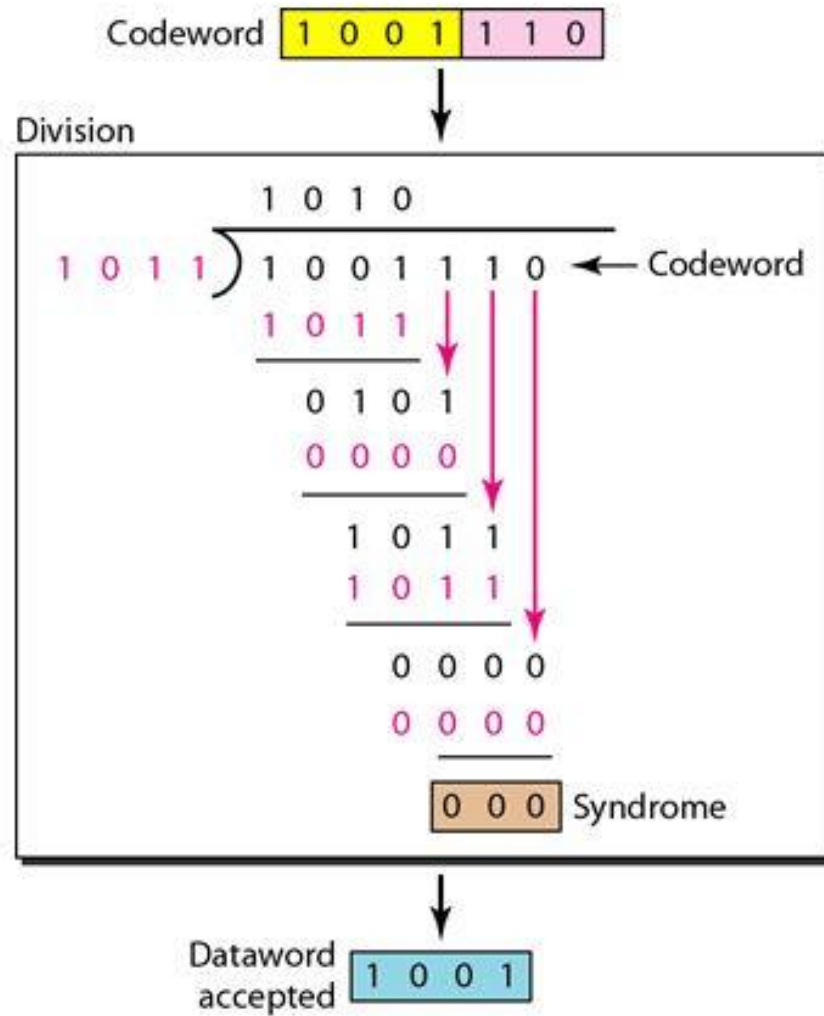 Codeword 1 0 0 1 1 1 0
Division
1 0 1 0
1 0 1 1 1 0 0 1 1 1 0 Codeword
1 0 1 1
0 1 0 1
0 0 0 0
1 0 1 1
1 0 1 1
0 0 0 0
0 0 0 0
0 0 0 Syndrome
Dataword
accepted 1 0 0 1